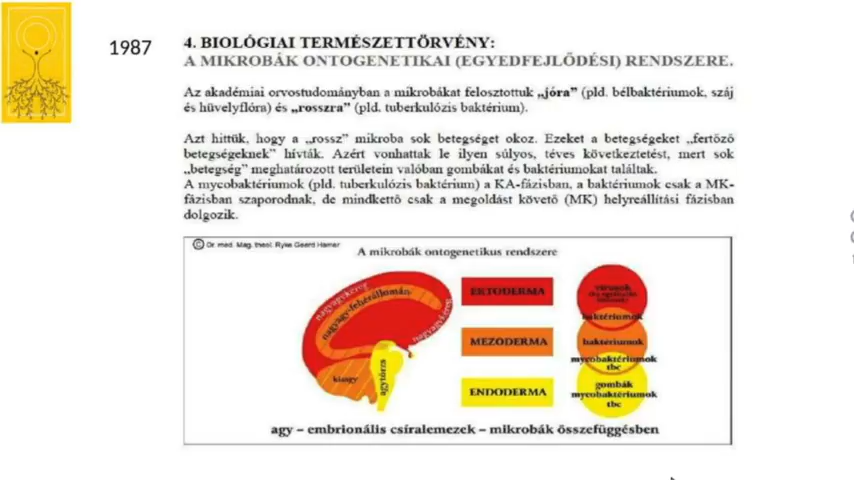 1987
4. BIOLÓGIAI TERMÉSZETTÖRVÉNY:
A MIKROBÁK ONTOGENETIKAI (EGYEDFEJLŐDÉSI) RENDSZERE.
Az akadémiai orvostudományban a mikrobákat felosztottuk „jóra” (pld. bélbaktériumok, száj
és hüvelyflóra) és „rosszra” (pld. tuberkulózis baktérium).
Azt hittük, hogy a „rossz” mikroba sok betegséget okoz. Ezeket a betegségeket „fertőző
betegségeknek” hívták. Azért vonhattak le ilyen súlyos, téves következtetést, mert sok
„betegség” meghatározott területein valóban gombákat és baktériumokat találtak.
A mycobaktériumok (pld. tuberkulózis baktérium) a KA-fázisban, a baktériumok csak a MK-
fázisban szaporodnak, de mindkettő csak a megoldást követő (MK) helyreállítási fázisban
dolgozik.
© Dr. med. Mag. theol. Ryke Geerd Hamer
A mikrobák ontogenetikus rendszere
nagyagykéreg
nagyagy-fehérállomán
nagyagykéreg
kisagy
agytörzs
EKTODERMA
MEZODERMA
ENDODERMA
vírusok
baktériumok
baktériumok
mycobaktériumok
tbc
gombák
mycobaktériumok
tbc
agy – embrionális csíralemezek – mikrobák összefüggésben